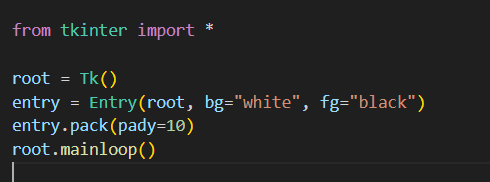 from tkinter import *
root = Tk()
entry = Entry(root, bg="white", fg="black")
entry.pack(pady=10)
root.mainloop()